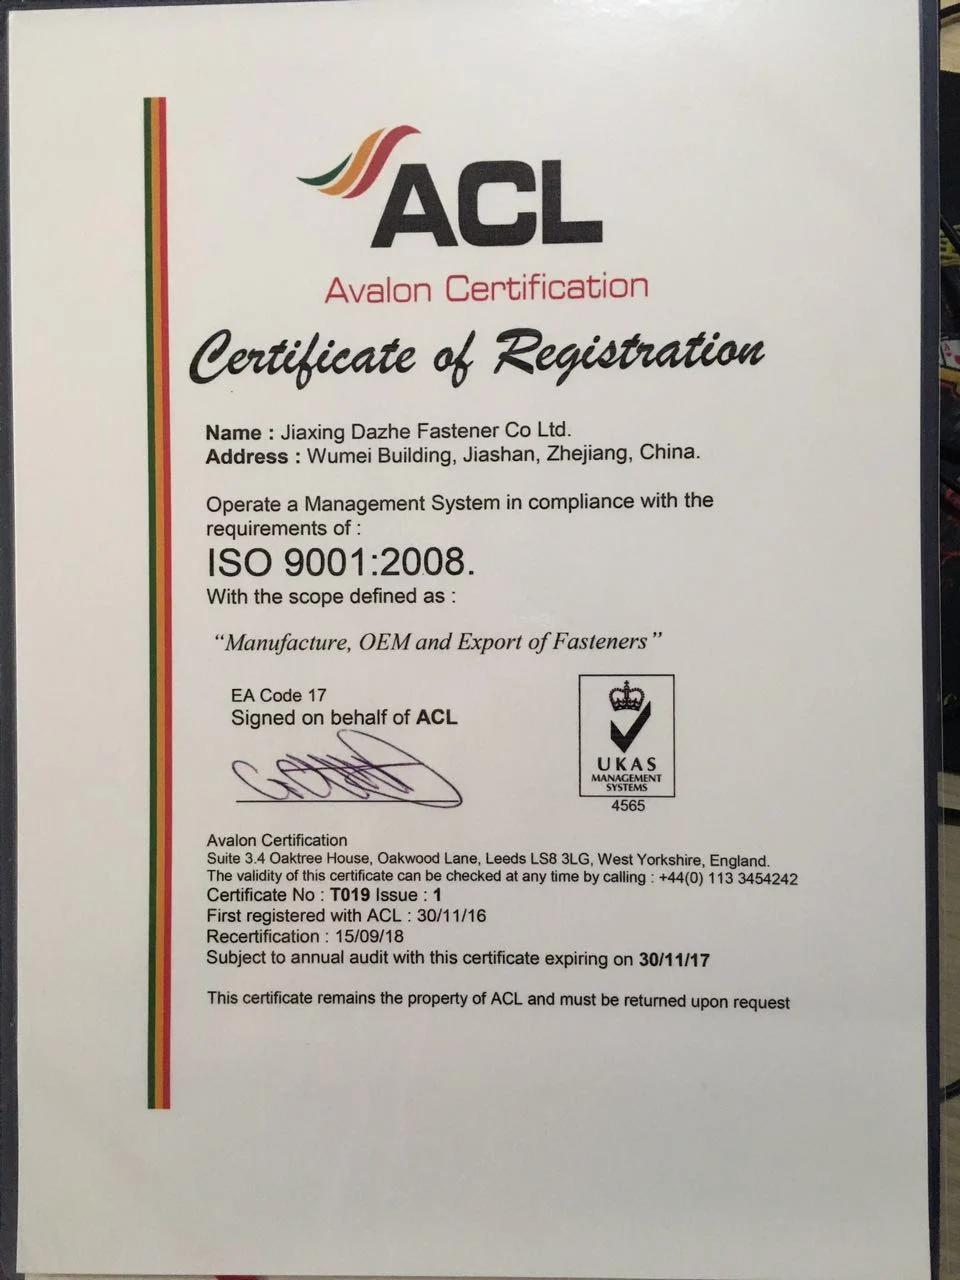 ACL
Avalon Certification
Certificate of Registration
Name : Jiaxing Dazhe Fastener Co Ltd.
Address : Wumei Building, Jiashan, Zhejiang, China.
Operate a Management System in compliance with the
requirements of :
ISO 9001:2008.
With the scope defined as :
“Manufacture, OEM and Export of Fasteners”
EA Code 17
Signed on behalf of ACL
UKAS
MANAGEMENT
SYSTEMS
4565
Avalon Certification
Suite 3.4 Oaktree House, Oakwood Lane, Leeds LS8 3LG, West Yorkshire, England.
The validity of this certificate can be checked at any time by calling : +44(0) 113 3454242
Certificate No : T019 Issue : 1
First registered with ACL : 30/11/16
Recertification : 15/09/18
Subject to annual audit with this certificate expiring on 30/11/17
This certificate remains the property of ACL and must be returned upon request